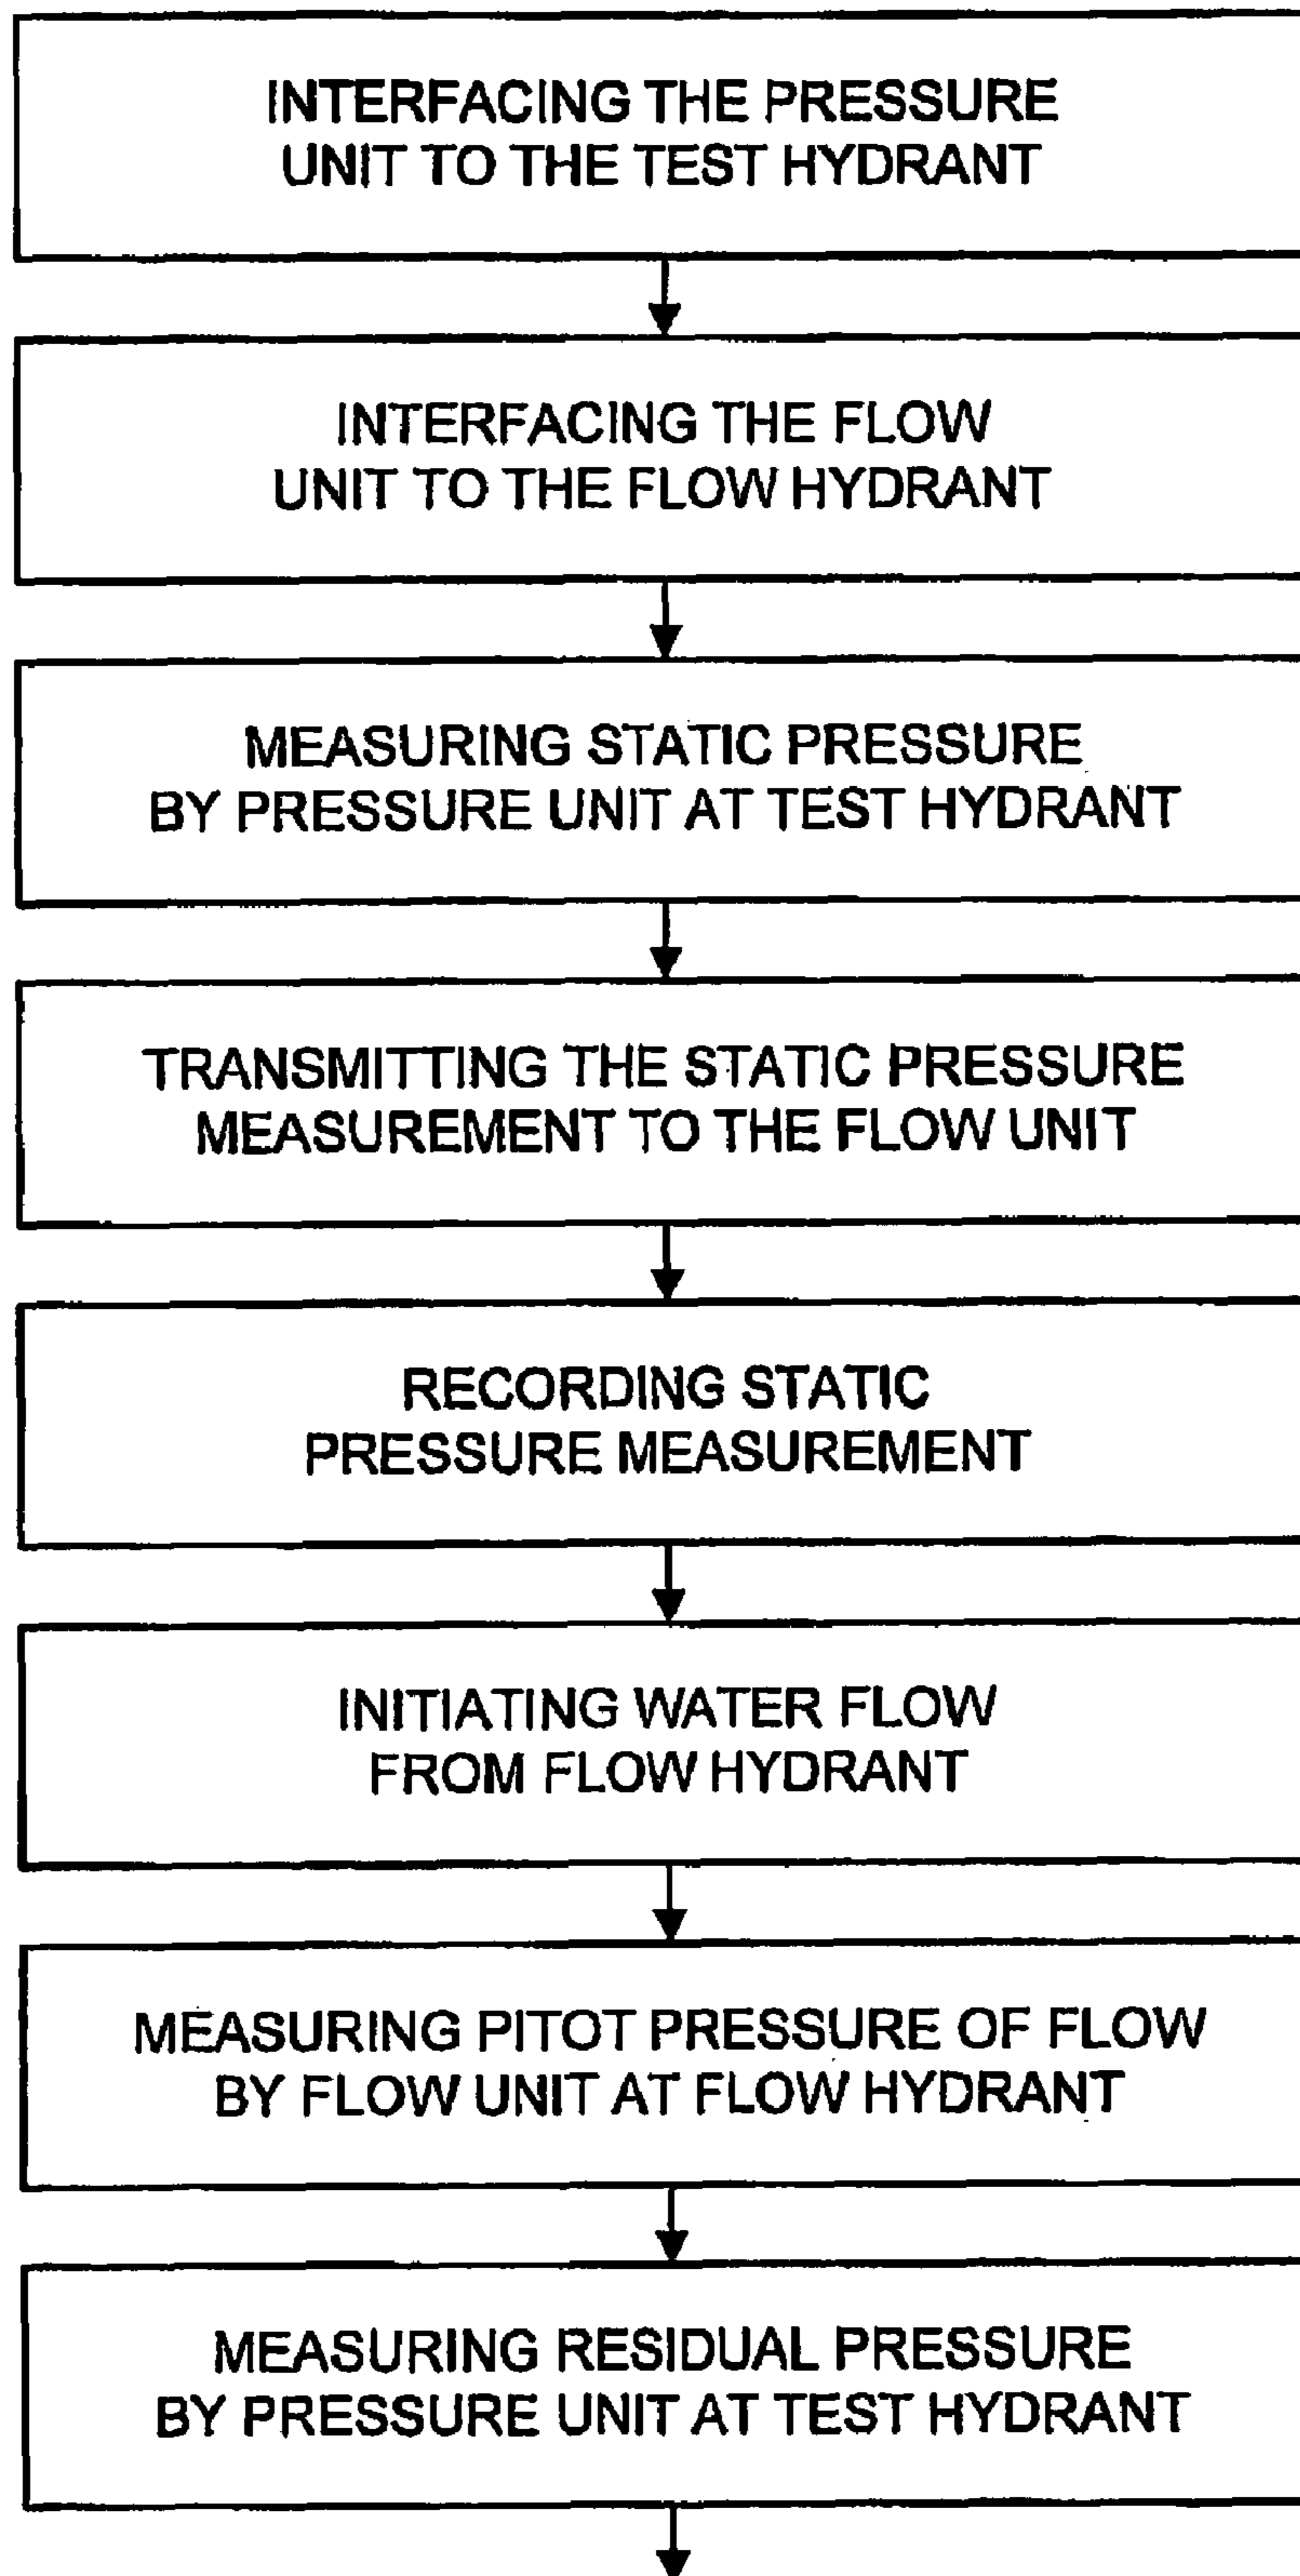 INTERFACING THE PRESSURE
UNIT TO THE TEST HYDRANT
INTERFACING THE FLOW
UNIT TO THE FLOW HYDRANT
MEASURING STATIC PRESSURE
BY PRESSURE UNIT AT TEST HYDRANT
TRANSMITTING THE STATIC PRESSURE
MEASUREMENT TO THE FLOW UNIT
RECORDING STATIC
PRESSURE MEASUREMENT
INITIATING WATER FLOW
FROM FLOW HYDRANT
MEASURING PITOT PRESSURE OF FLOW
BY FLOW UNIT AT FLOW HYDRANT
MEASURING RESIDUAL PRESSURE
BY PRESSURE UNIT AT TEST HYDRANT